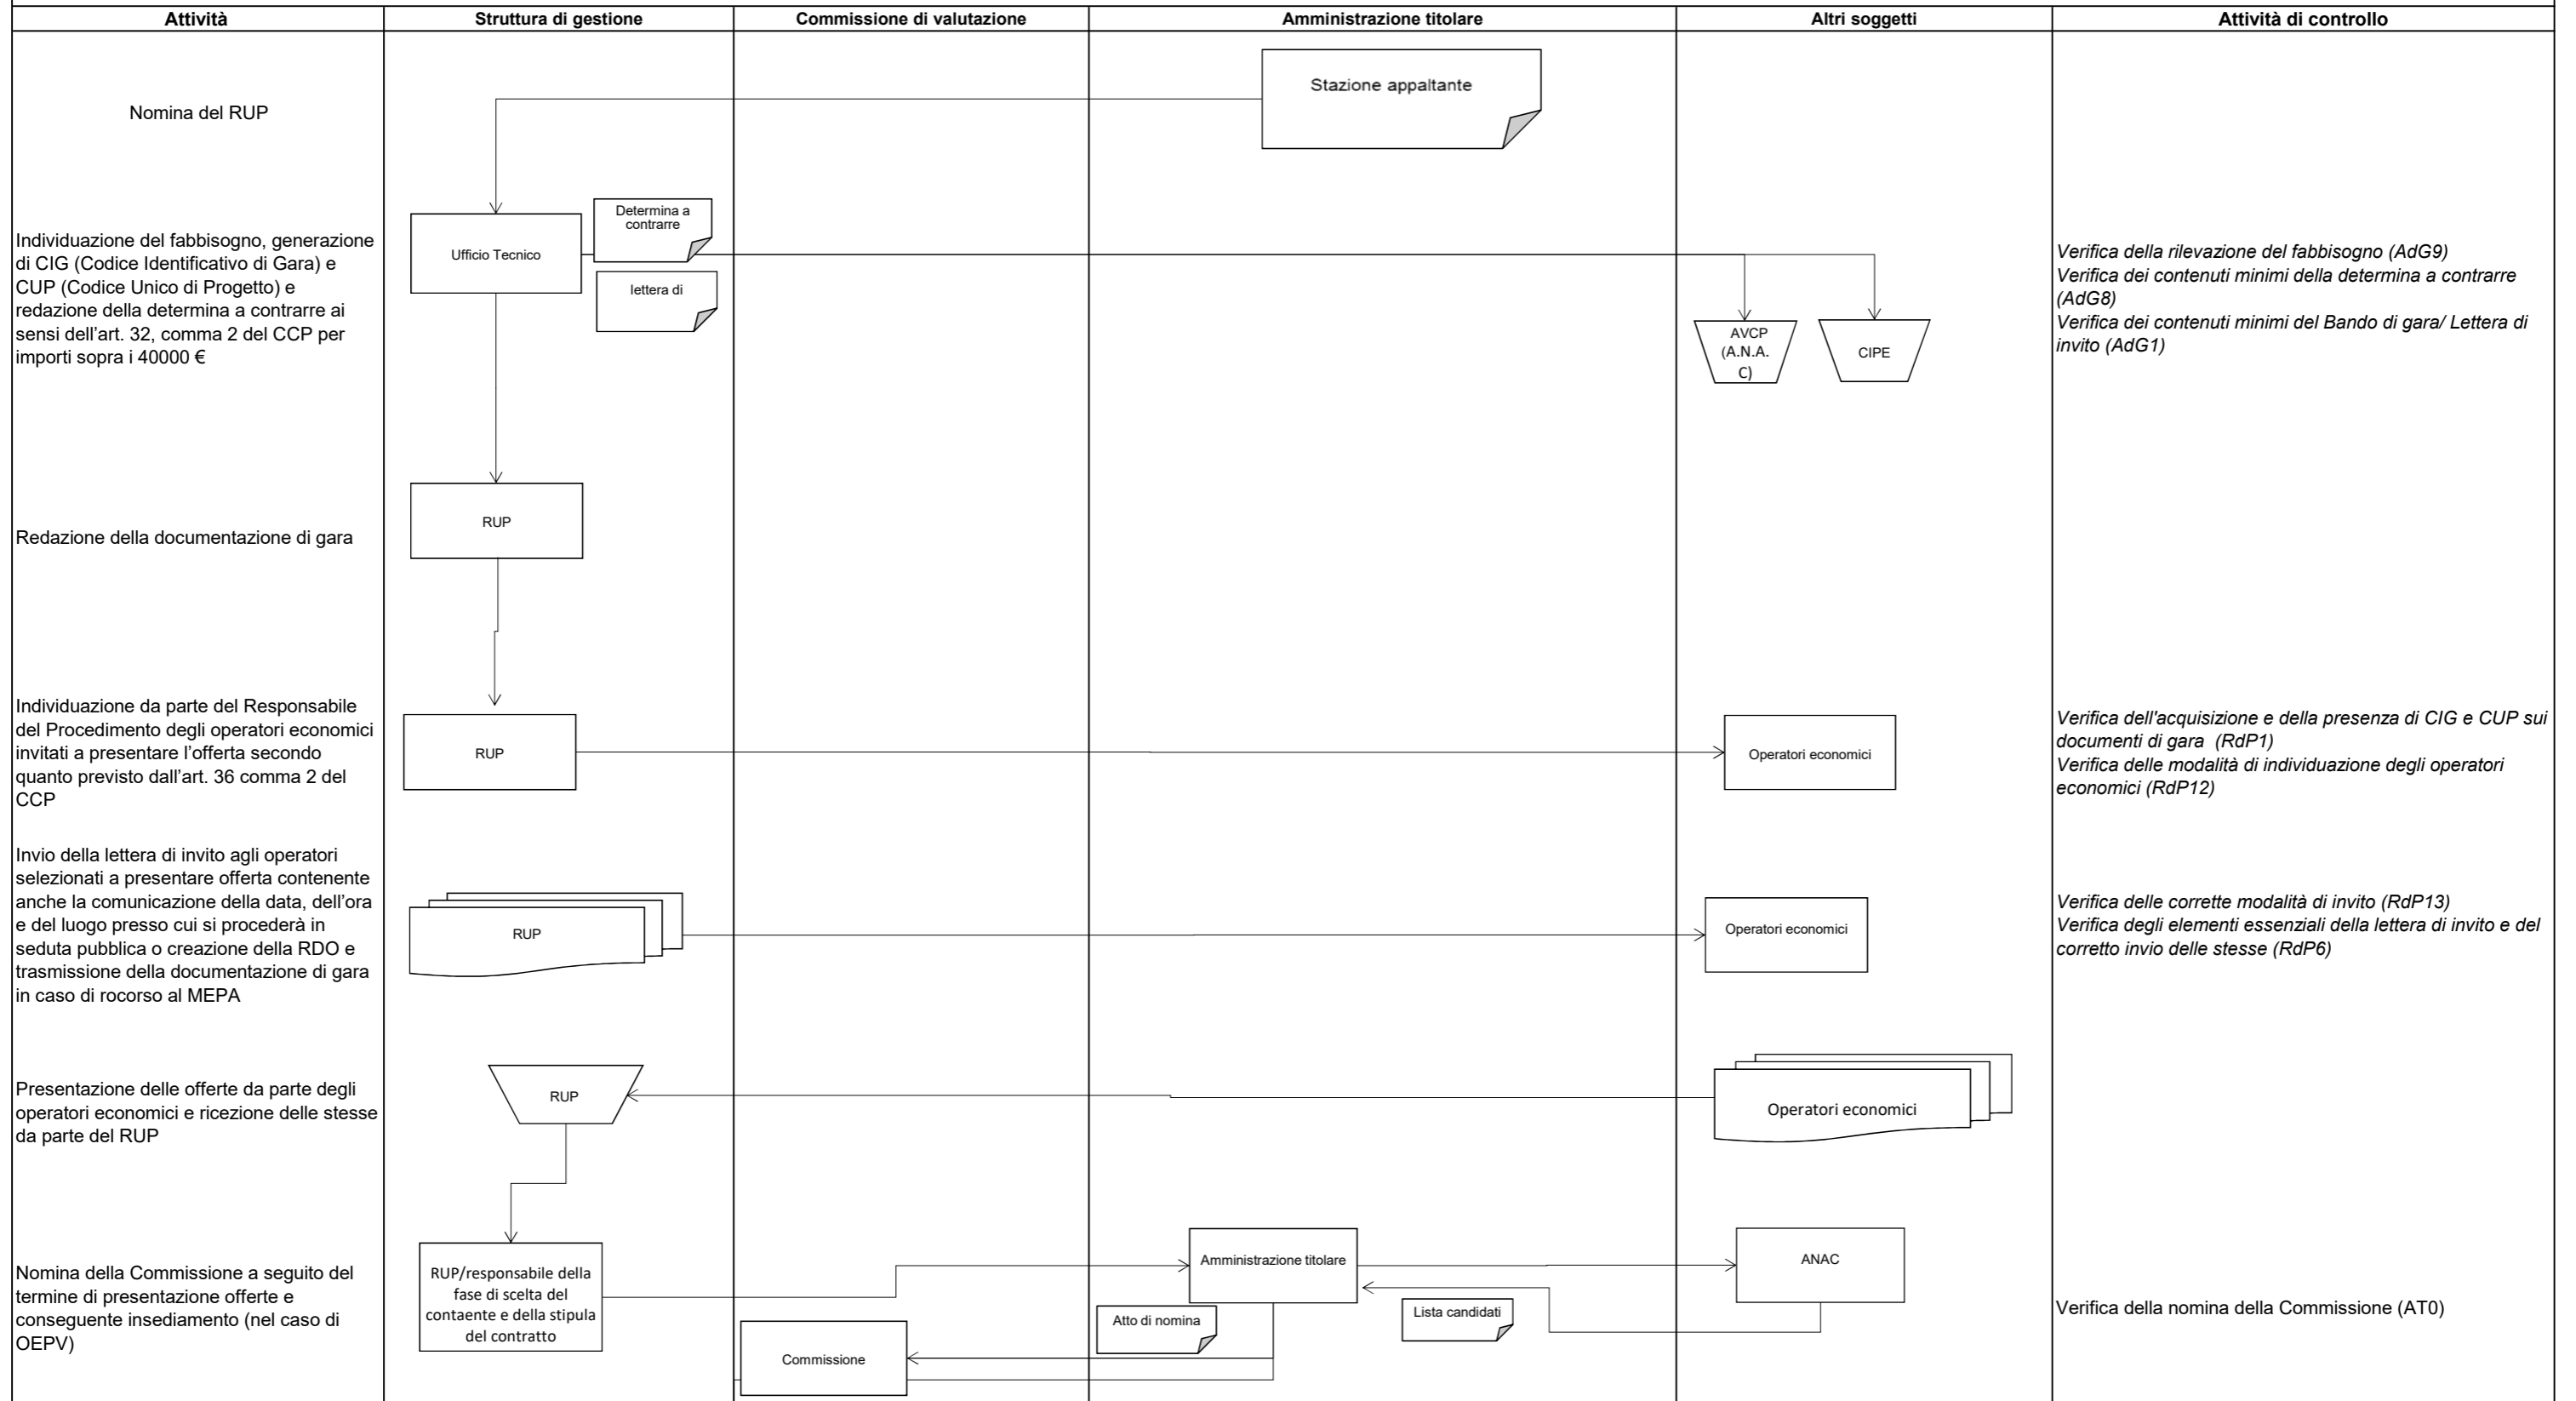 Attività
Struttura di gestione
Commissione di valutazione
Amministrazione titolare
Altri soggetti
Attività di controllo
Nomina del RUP
Stazione appaltante
Individuazione del fabbisogno, generazione
di CIG (Codice Identificativo di Gara) e
CUP (Codice Unico di Progetto) e
redazione della determina a contrarre ai
sensi dell'art. 32, comma 2 del CCP per
importi sopra i 40000 €
Ufficio Tecnico
Determina a
contrarre
lettera di
AVCP
(A.N.A.
C)
CIPE
Verifica della rilevazione del fabbisogno (AdG9)
Verifica dei contenuti minimi della determina a contrarre
(AdG8)
Verifica dei contenuti minimi del Bando di gara/ Lettera di
invito (AdG1)
Redazione della documentazione di gara
RUP
Individuazione da parte del Responsabile
del Procedimento degli operatori economici
invitati a presentare l'offerta secondo
quanto previsto dall'art. 36 comma 2 del
CCP
RUP
Operatori economici
Verifica dell'acquisizione e della presenza di CIG e CUP sui
documenti di gara (RdP1)
Verifica delle modalità di individuazione degli operatori
economici (RdP12)
Invio della lettera di invito agli operatori
selezionati a presentare offerta contenente
anche la comunicazione della data, dell'ora
e del luogo presso cui si procederà in
seduta pubblica o creazione della RDO e
trasmissione della documentazione di gara
in caso di rocorso al MEPA
RUP
Operatori economici
Verifica delle corrette modalità di invito (RdP13)
Verifica degli elementi essenziali della lettera di invito e del
corretto invio delle stesse (RdP6)
Presentazione delle offerte da parte degli
operatori economici e ricezione delle stesse
da parte del RUP
RUP
Operatori economici
Nomina della Commissione a seguito del
termine di presentazione offerte e
conseguente insediamento (nel caso di
OEPV)
RUP/responsabile della
fase di scelta del
contaente e della stipula
del contratto
Commissione
Amministrazione titolare
Atto di nomina
Lista candidati
ANAC
Verifica della nomina della Commissione (AT0)